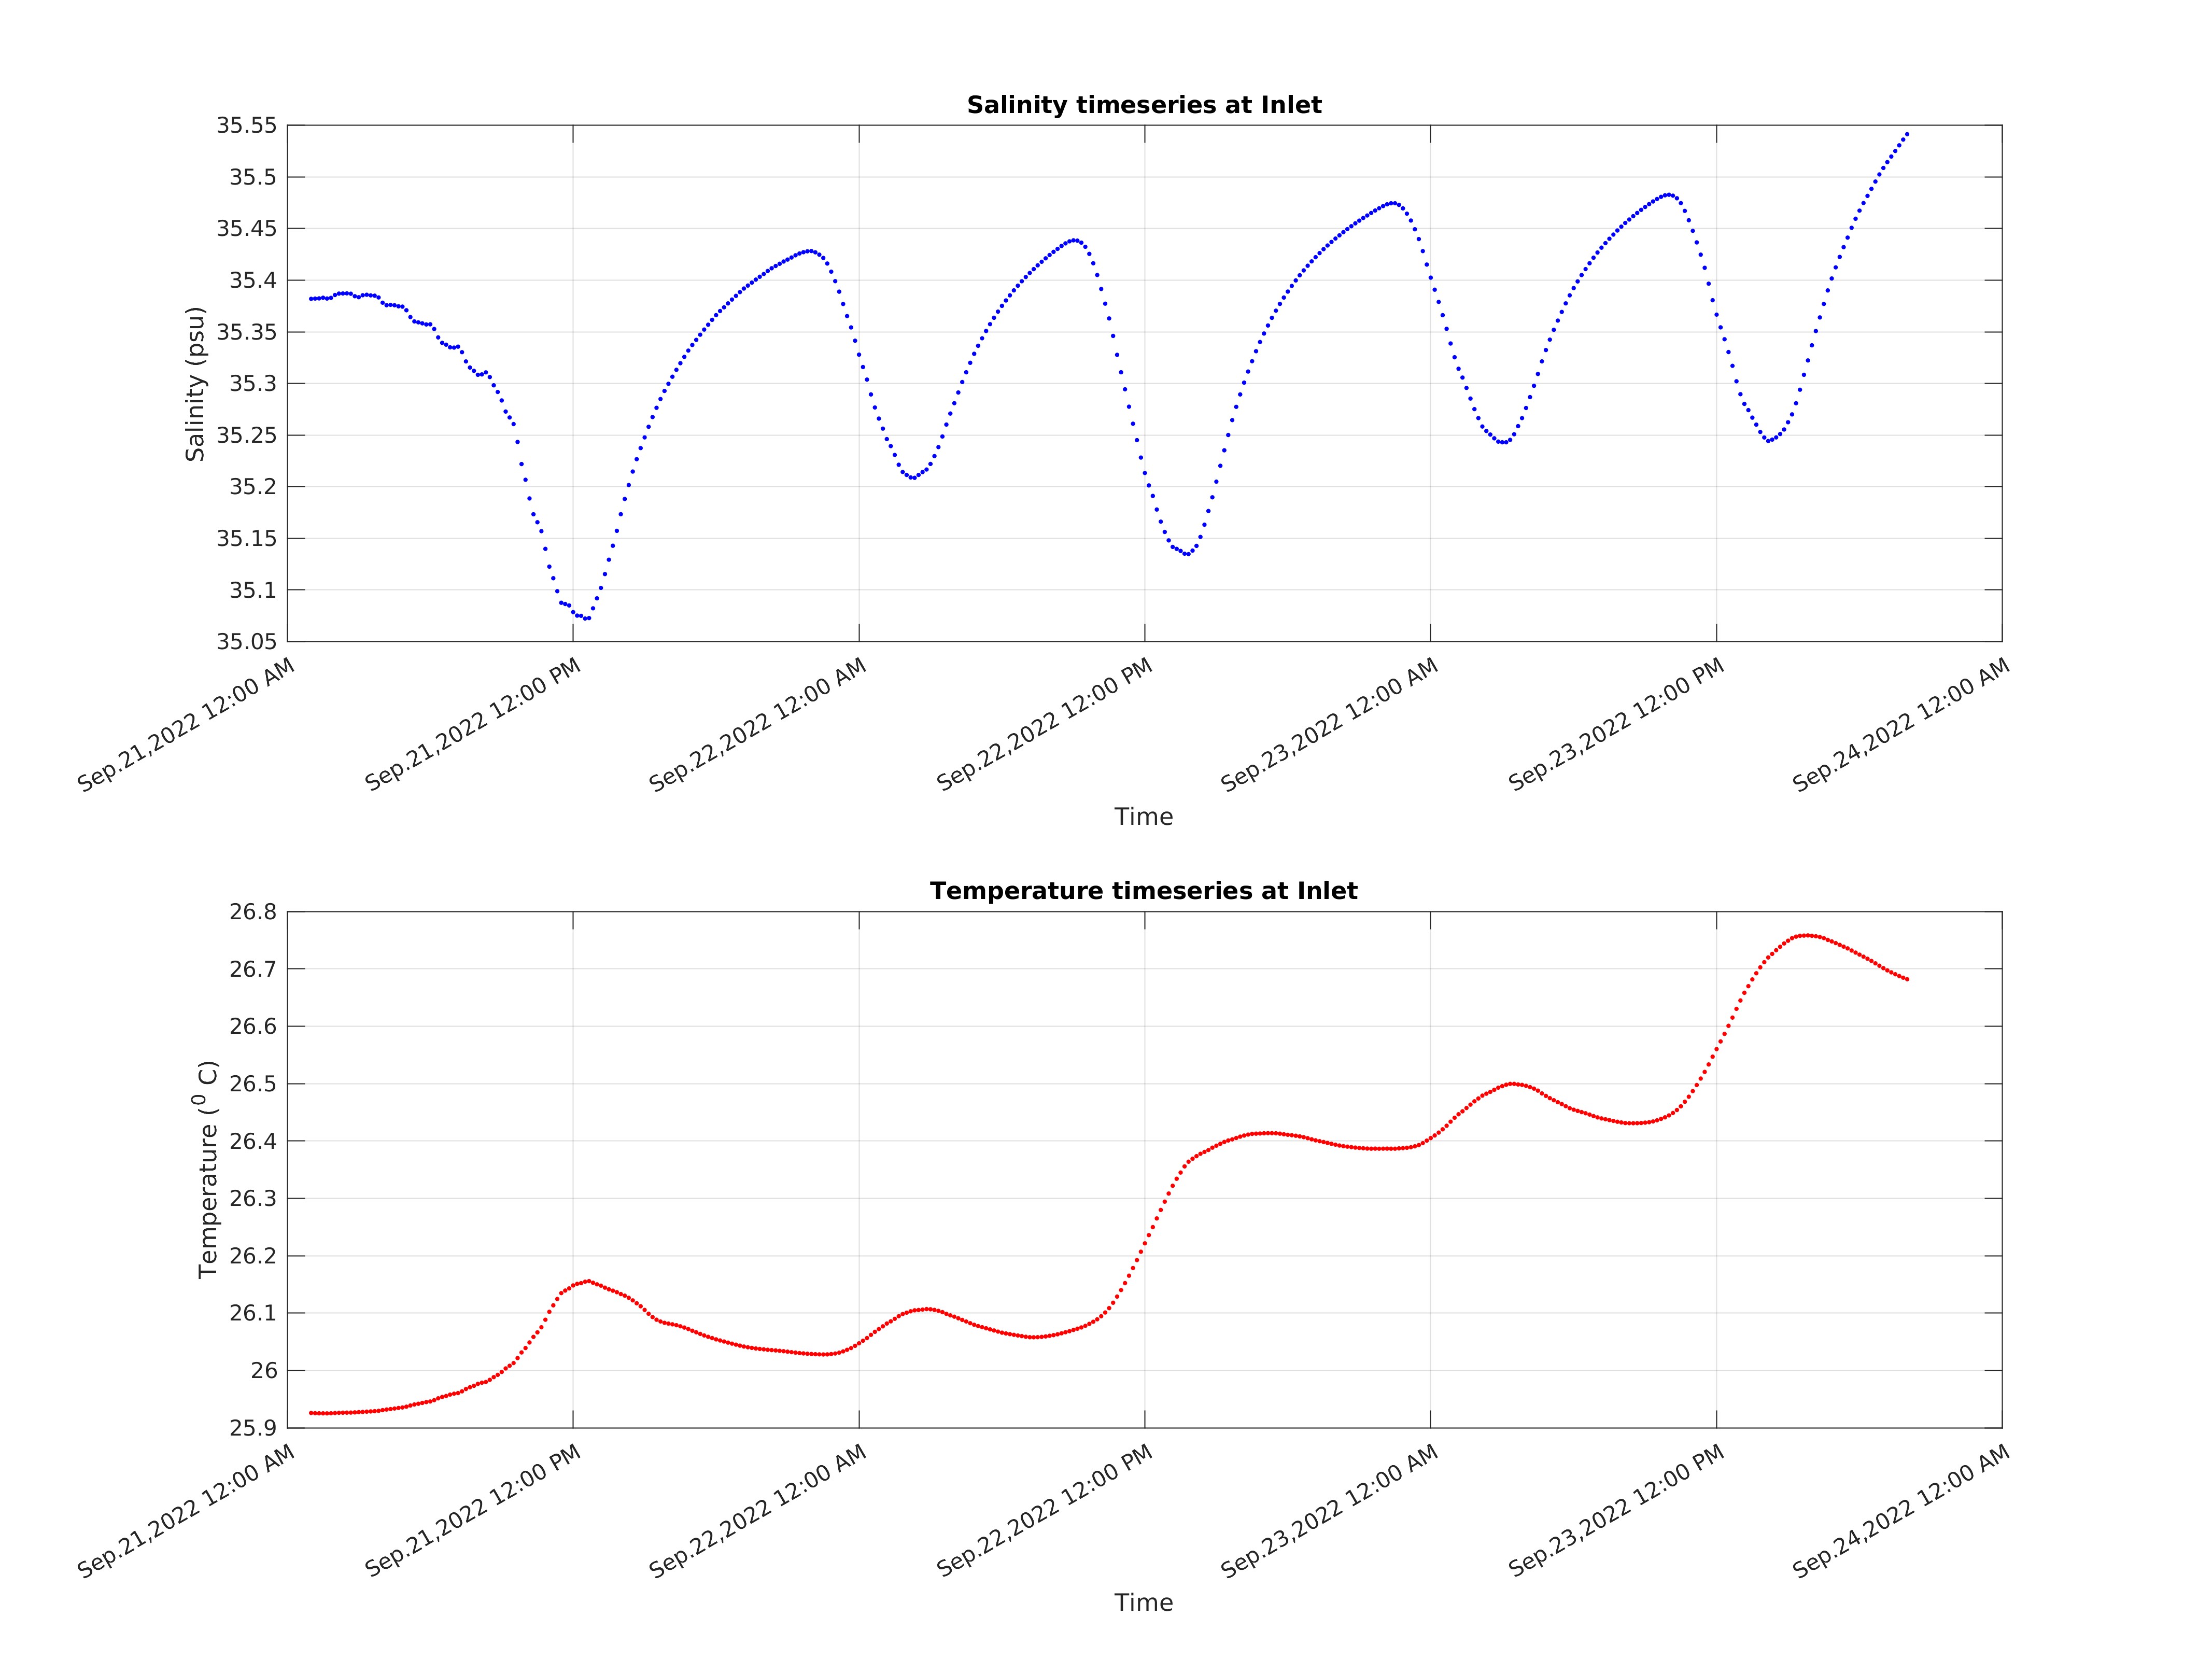 Salinity timeseries at Inlet
35.55
35.5
35.45
35.4
35.35
35.3
35.25
35.2
35.15
35.1
35.05
Salinity (psu)
Sep.21,2022 12:00 AM
Sep.21,2022 12:00 PM
Sep.22,2022 12:00 AM
Sep.22,2022 12:00 PM
Sep.23,2022 12:00 AM
Sep.23,2022 12:00 PM
Sep.24,2022 12:00 AM
Time
Temperature timeseries at Inlet
26.8
26.7
26.6
26.5
26.4
26.3
26.2
26.1
26
25.9
Temperature (⁰ C)
Sep.21,2022 12:00 AM
Sep.21,2022 12:00 PM
Sep.22,2022 12:00 AM
Sep.22,2022 12:00 PM
Sep.23,2022 12:00 AM
Sep.23,2022 12:00 PM
Sep.24,2022 12:00 AM
Time